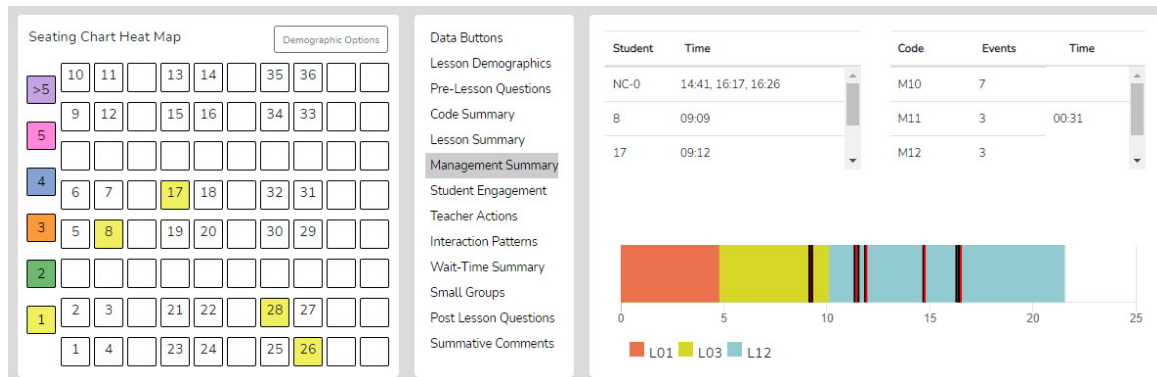 Seating Chart Heat Map
Demographic Options
>5 10 11 13 14 35 36
9 12 15 16 34 33
5
4 6 7 17 18 32 31
3 5 8 19 20 30 29
2
1 2 3 21 22 28 27
1 4 23 24 25 26
Data Buttons
Lesson Demographics
Pre-Lesson Questions
Code Summary
Lesson Summary
Management Summary
Student Engagement
Teacher Actions
Interaction Patterns
Wait-Time Summary
Small Groups
Post Lesson Questions
Summative Comments
Student Time
NC-0 14:41, 16:17, 16:26
8 09:09
17 09:12
Code Events Time
M10 7
M11 3 00:31
M12 3
0 5 10 15 20 25
L01 L03 L12